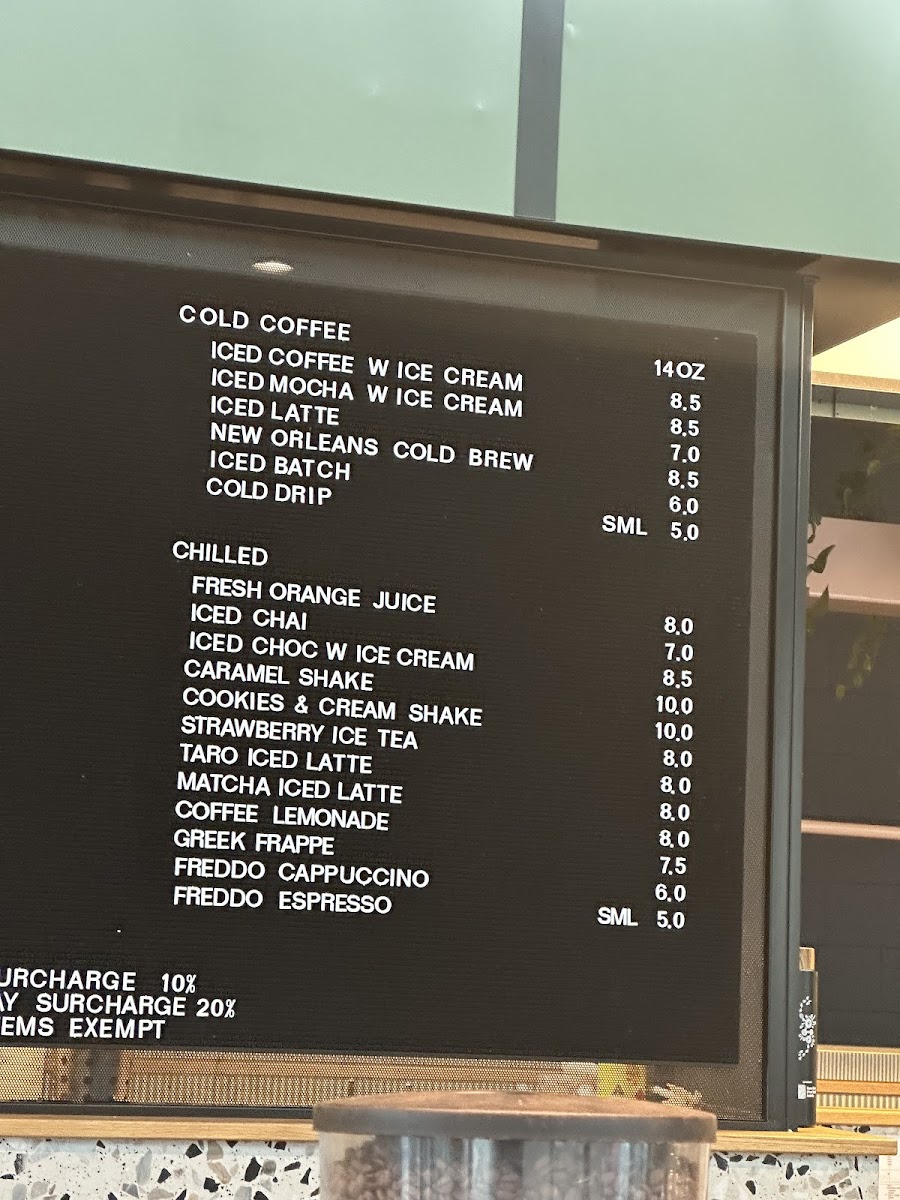 COLD COFFEE 14OZ
ICED COFFEE W ICE CREAM 8.5
ICED MOCHA W ICE CREAM 8.5
ICED LATTE 7.0
NEW ORLEANS COLD BREW 8.5
ICED BATCH 6.0
COLD DRIP SML 5.0
CHILLED
FRESH ORANGE JUICE 8.0
ICED CHAI 7.0
ICED CHOC W ICE CREAM 8.5
CARAMEL SHAKE 10.0
COOKIES & CREAM SHAKE 10.0
STRAWBERRY ICE TEA 8.0
TARO ICED LATTE 8.0
MATCHA ICED LATTE 8.0
COFFEE LEMONADE 8.0
GREEK FRAPPE 7.5
FREDDO CAPPUCCINO 6.0
FREDDO ESPRESSO SML 5.0
URCHARGE 10%
AY SURCHARGE 20%
TEMS EXEMPT